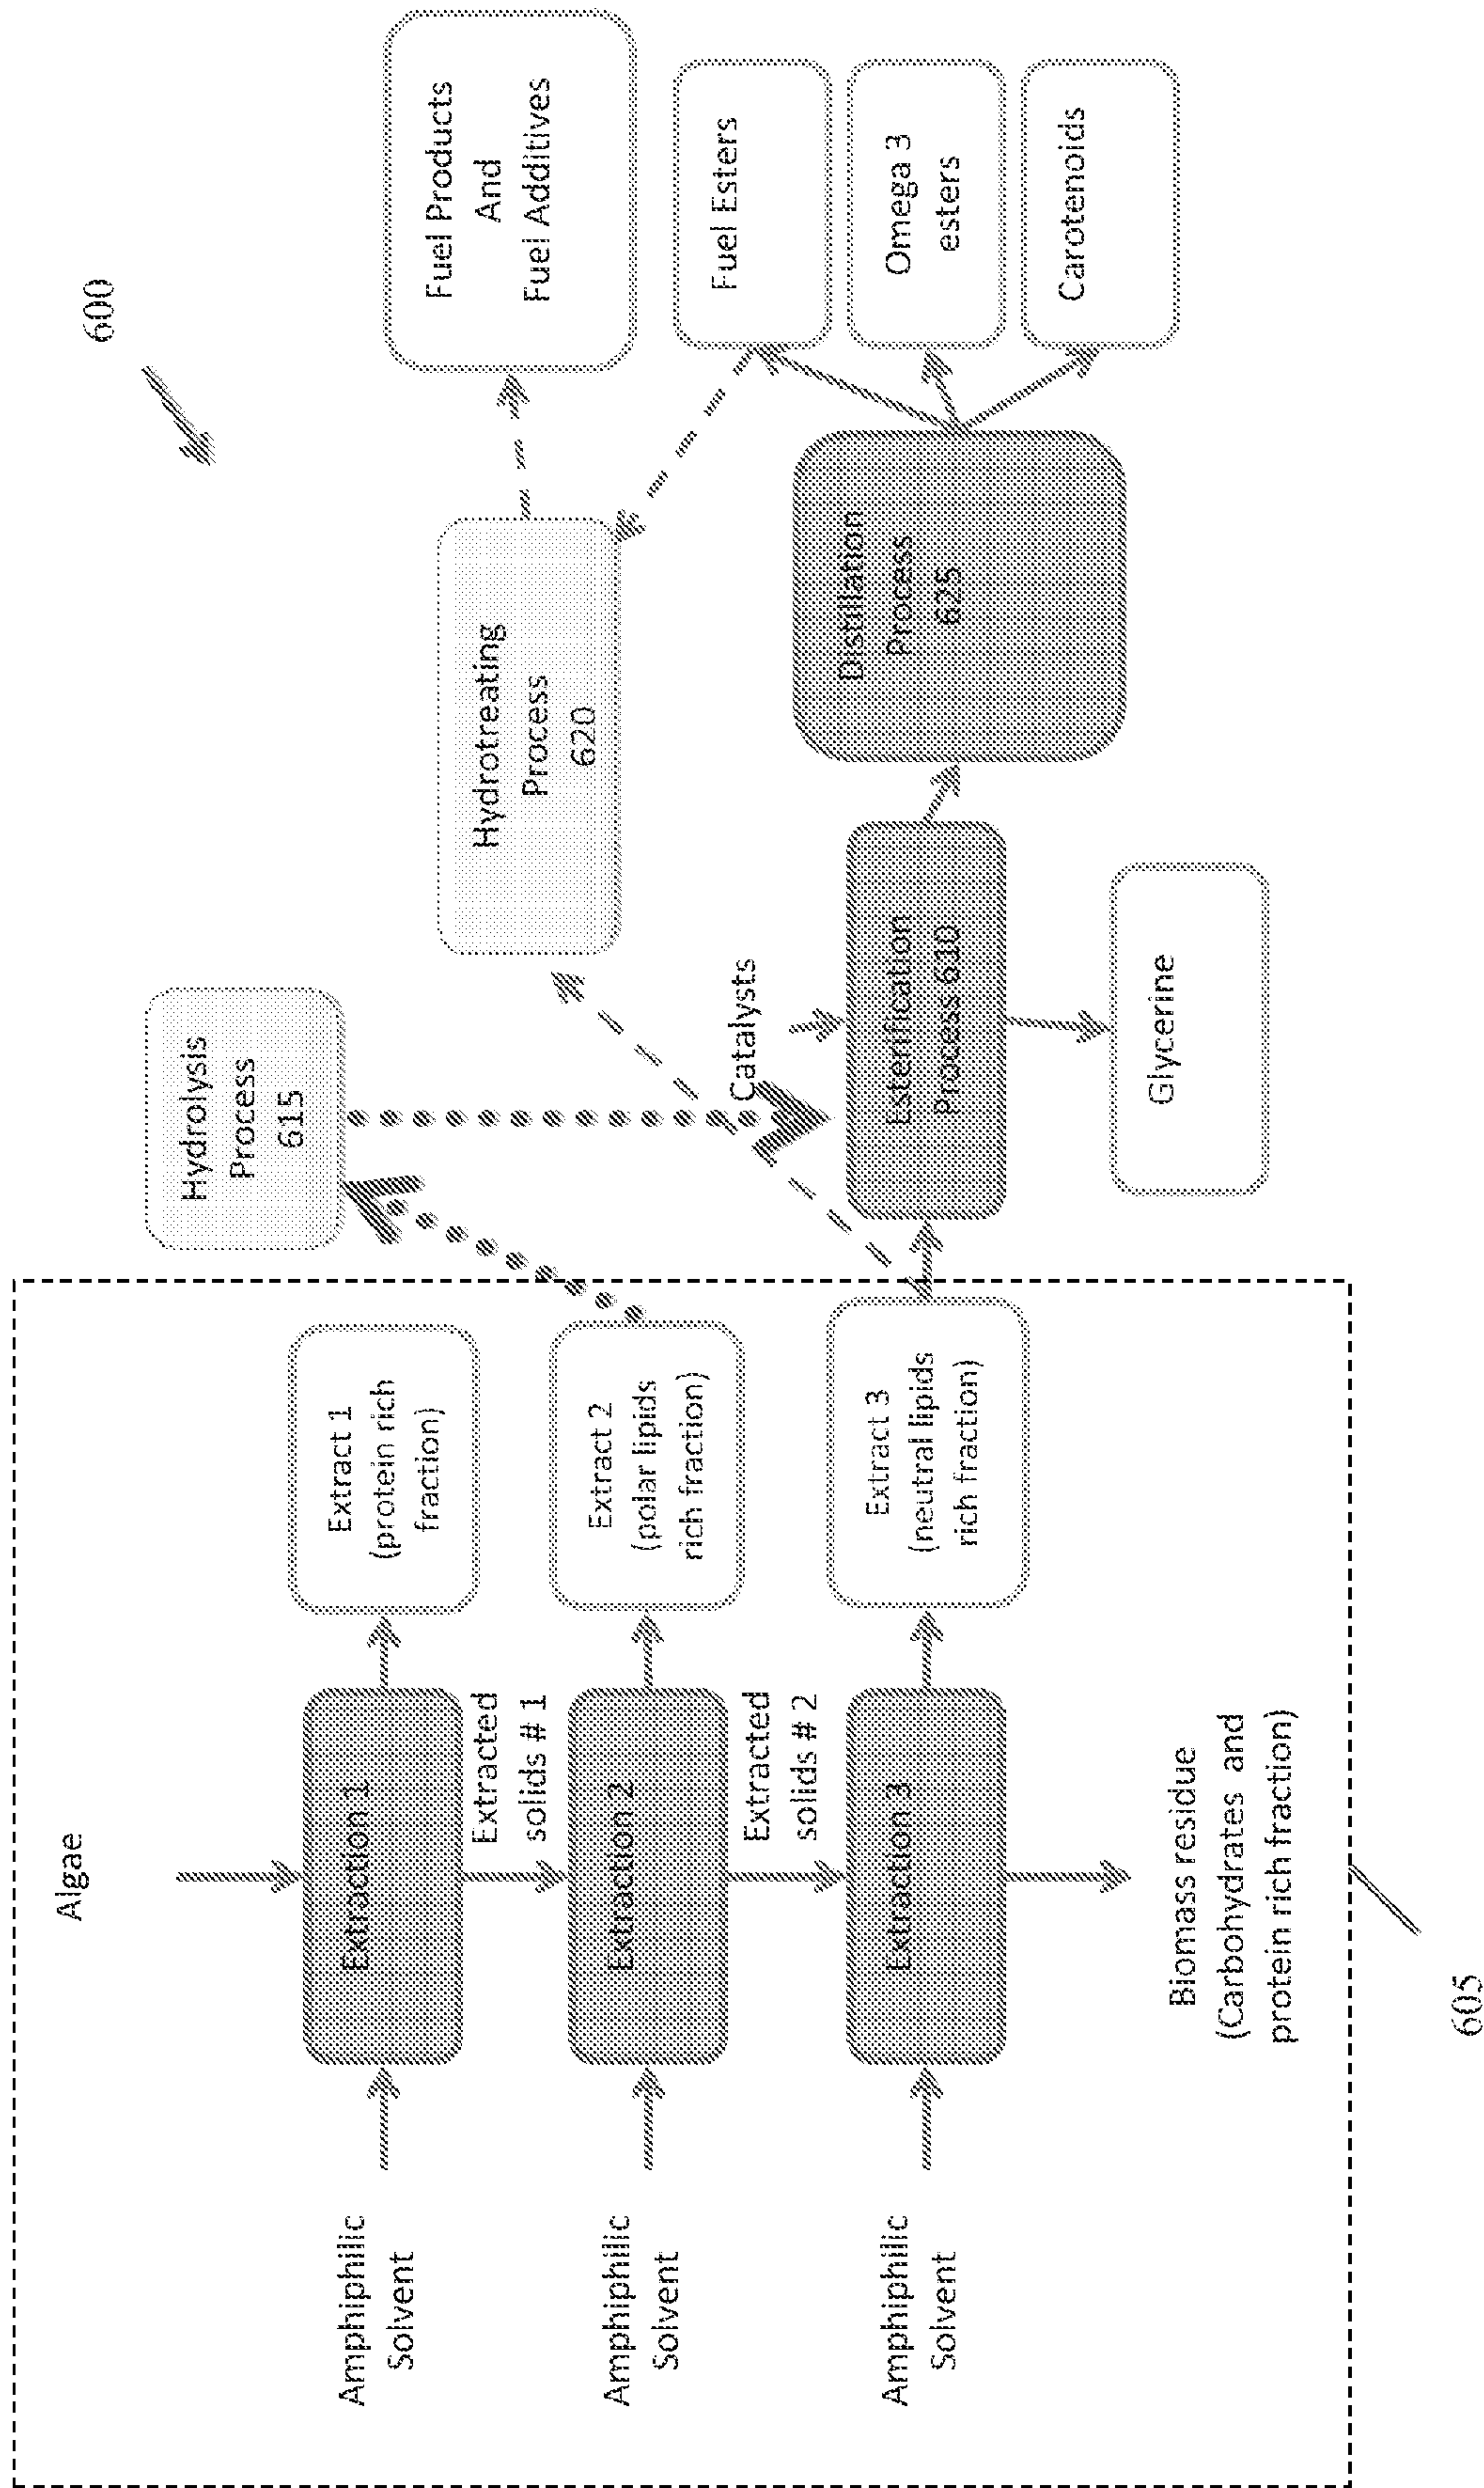 600
Algae
Amphiphilic
Solvent
Extraction 1
Extract 1
(protein rich
fraction)
Extracted
solids # 1
Amphiphilic
Solvent
Extraction 2
Extract 2
(polar lipids
rich fraction)
Extracted
solids # 2
Amphiphilic
Solvent
Extraction 3
Extract 3
(neutral lipids
rich fraction)
Biomass residue
(Carbohydrates and
protein rich fraction)
605
Hydrolysis
Process
615
Catalysts
Esterification
Process 610
Glycerine
Hydrotreating
Process
620
Distillation
Process
625
Fuel Products
And
Fuel Additives
Fuel Esters
Omega 3
esters
Carotenoids